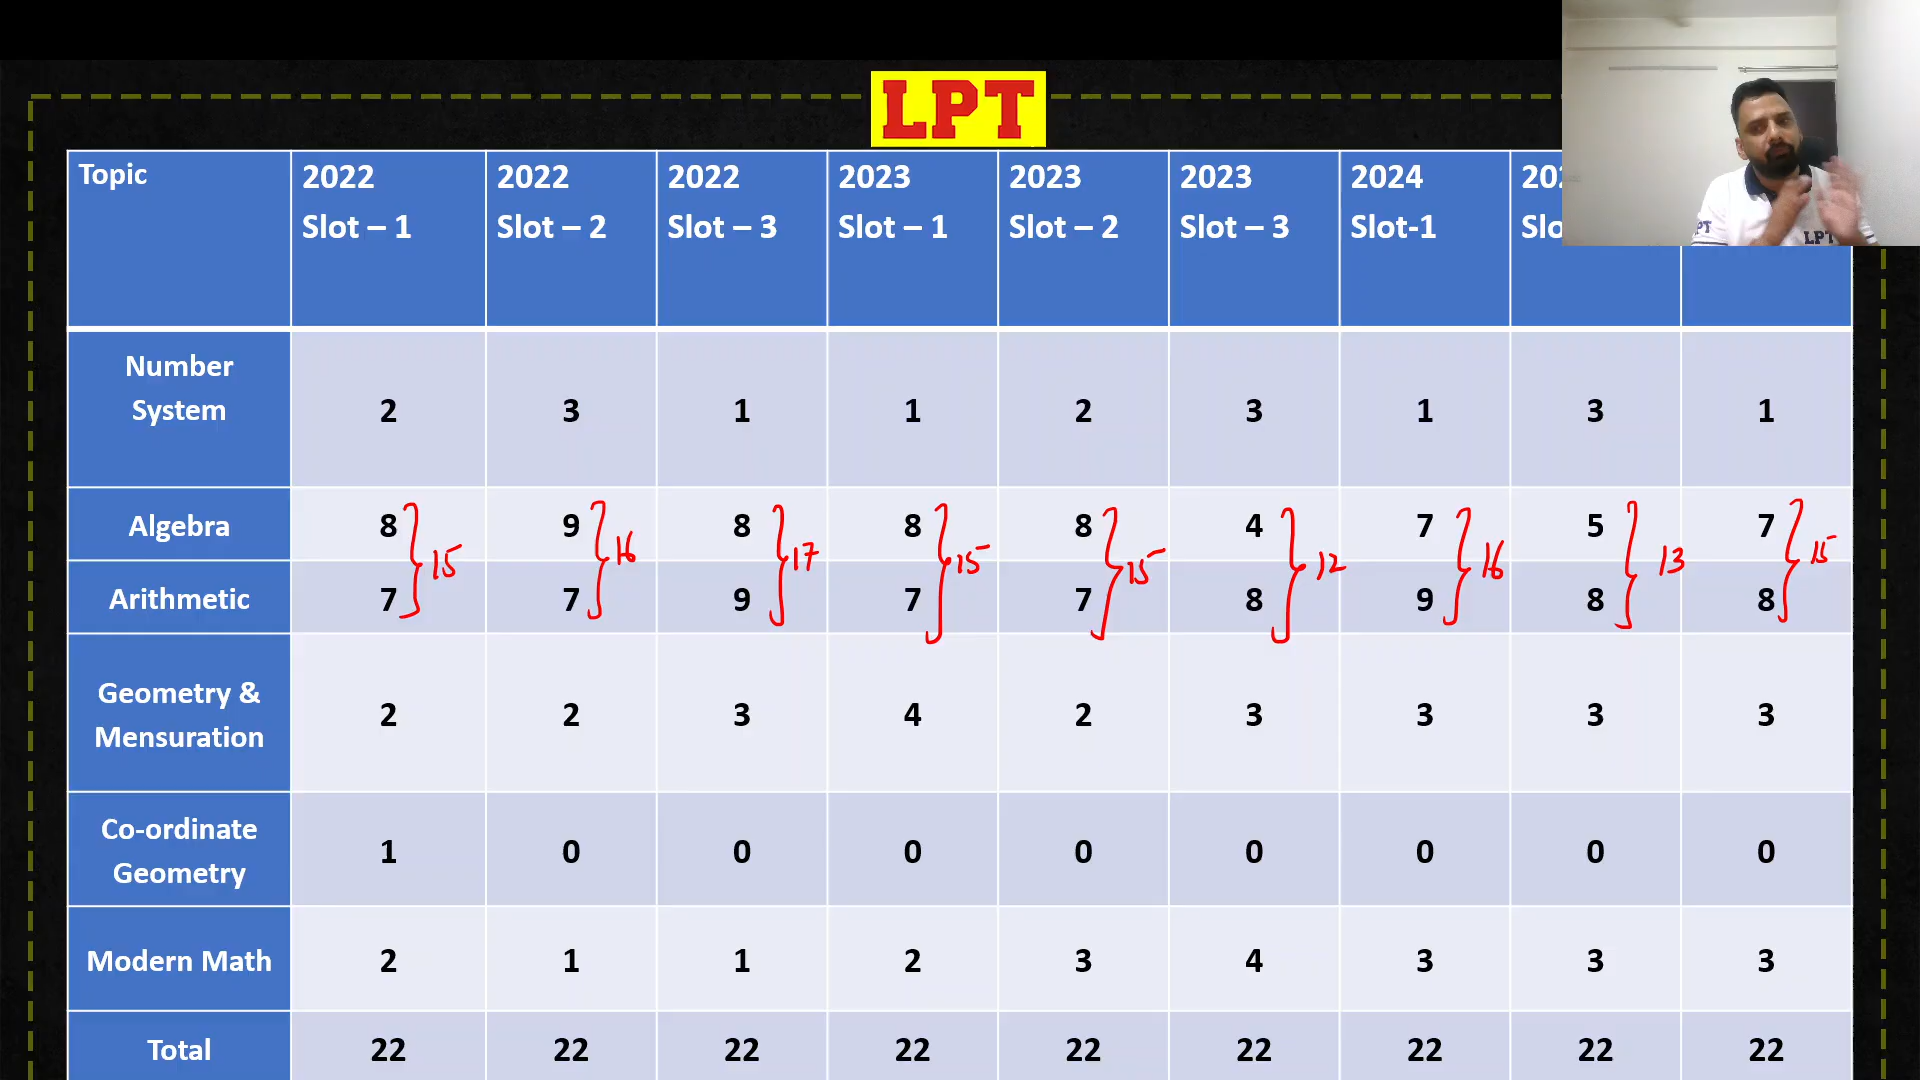 LPT
Topic 2022 2022 2022 2023 2023 2023 2024
Slot – 1 Slot – 2 Slot – 3 Slot – 1 Slot – 2 Slot – 3 Slot-1
Number
System 2 3 1 1 2 3 1 3 1
Algebra 8 9 8 8 8 4 7 5 7
15 16 17 15 15 12 16 13 15
Arithmetic 7 7 9 7 7 8 9 8 8
Geometry &
Mensuration 2 2 3 4 2 3 3 3 3
Co-ordinate
Geometry 1 0 0 0 0 0 0 0 0
Modern Math 2 1 1 2 3 4 3 3 3
Total 22 22 22 22 22 22 22 22 22
LPT
LPT